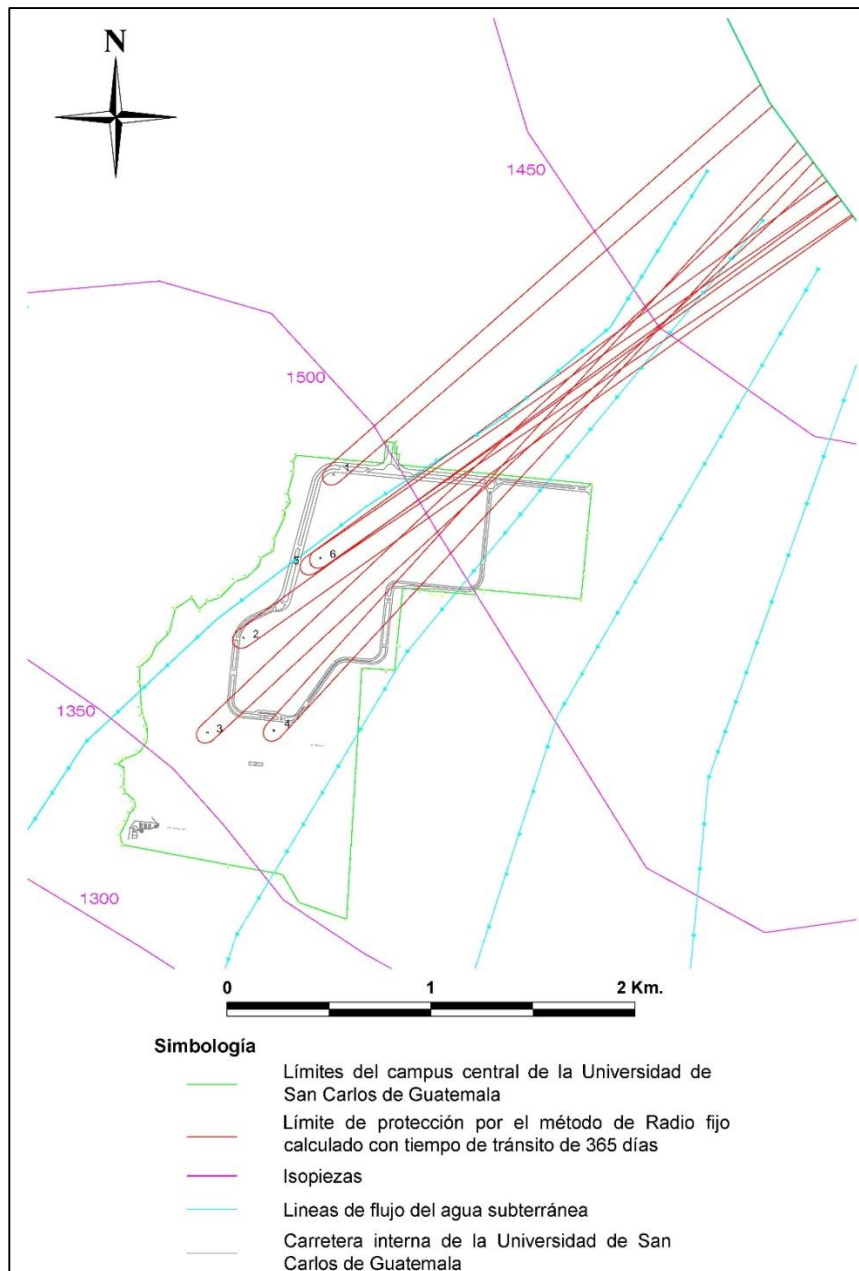 N
1450
1500
1
5
6
2
1350
3
4
1300
0
1
2 Km.
Simbología
Límites del campus central de la Universidad de
San Carlos de Guatemala
Límite de protección por el método de Radio fijo
calculado con tiempo de tránsito de 365 días
Isopiezas
Lineas de flujo del agua subterránea
Carretera interna de la Universidad de San
Carlos de Guatemala